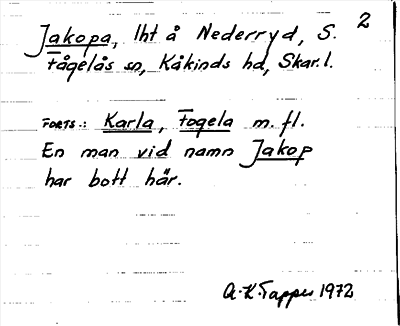 2
Jakopa, lht å Nederryd, S.
Fågelås sn, Kåkinds hd, Skar.l.
FORTS.: Karla, Fogela m.fl.
En man vid namn Jakop
har bott här.
A-K. Tapper 1972